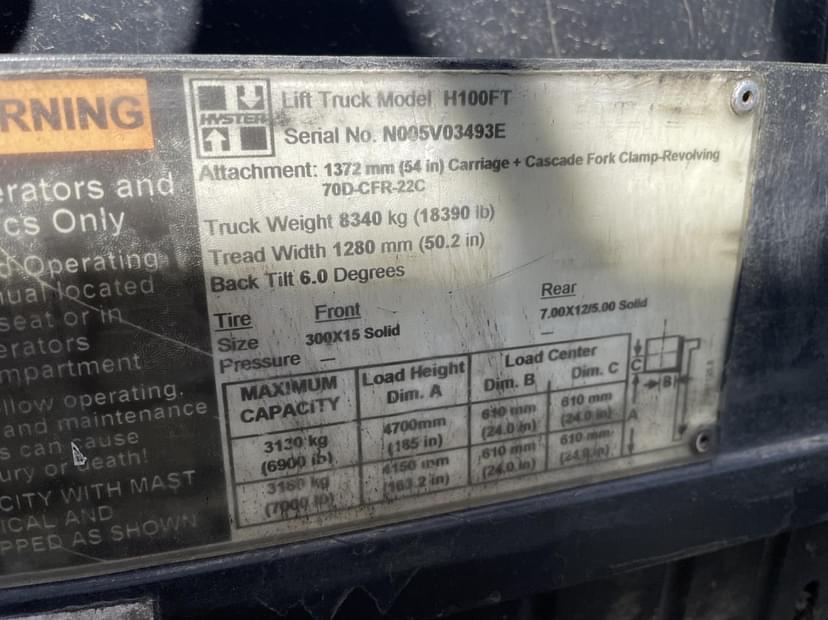 RNING
erators and
cs Only
Operating
ual located
seat or in
erators
mpartment
llow operating,
and maintenance
s can cause
ury or death!
CITY WITH MAST
ICAL AND
PPED AS SHOWN
HYSTER
Lift Truck Model H100FT
Serial No. N005V03493E
Attachment: 1372 mm (54 in) Carriage + Cascade Fork Clamp-Revolving
70D-CFR-22C
Truck Weight 8340 kg (18390 lb)
Tread Width 1280 mm (50.2 in)
Back Tilt 6.0 Degrees
Tire Front Rear
Size 300X15 Solid 7.00X12/5.00 Solid
Pressure — —
MAXIMUM CAPACITY Load Height Dim. A Load Center Dim. B Dim. C
3130 kg (6900 lb) 4700mm (185 in) 610 mm (24.0 in) 610 mm (24.0 in)
3180 kg (7000 lb) 4150 mm (163.2 in) 610 mm (24.0 in) 610 mm (24.0 in)
C
B
A